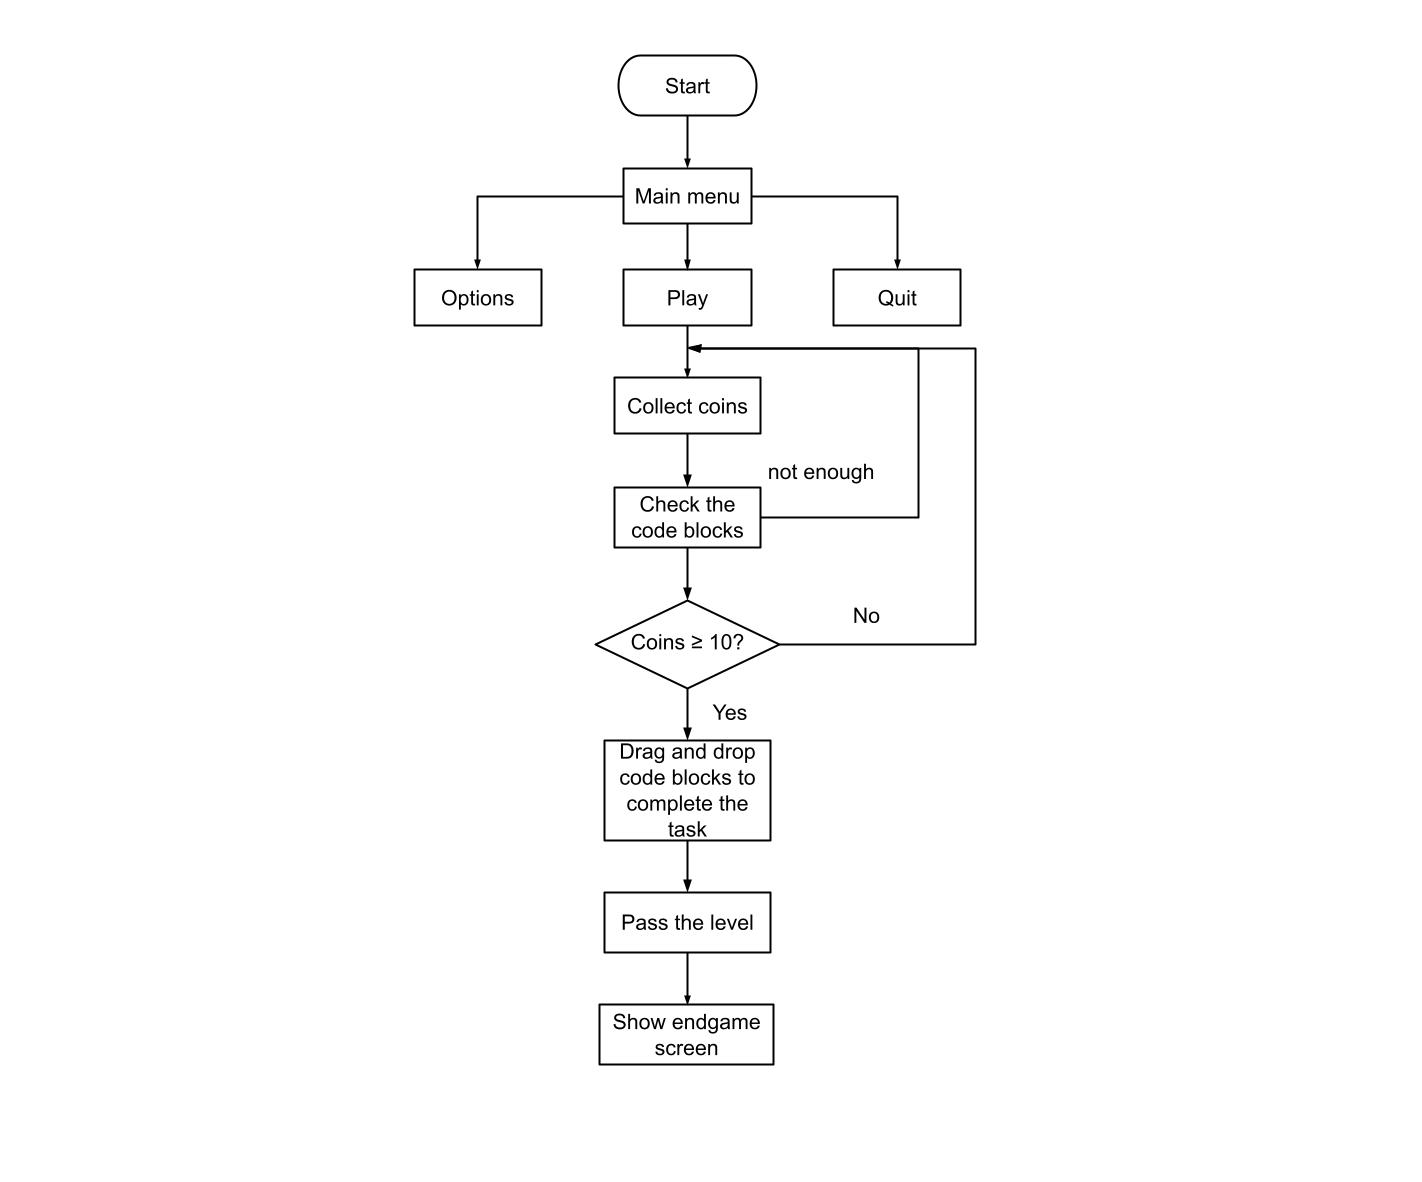 Start
Main menu
Options
Play
Quit
Collect coins
not enough
Check the
code blocks
No
Coins ≥ 10?
Yes
Drag and drop
code blocks to
complete the
task
Pass the level
Show endgame
screen